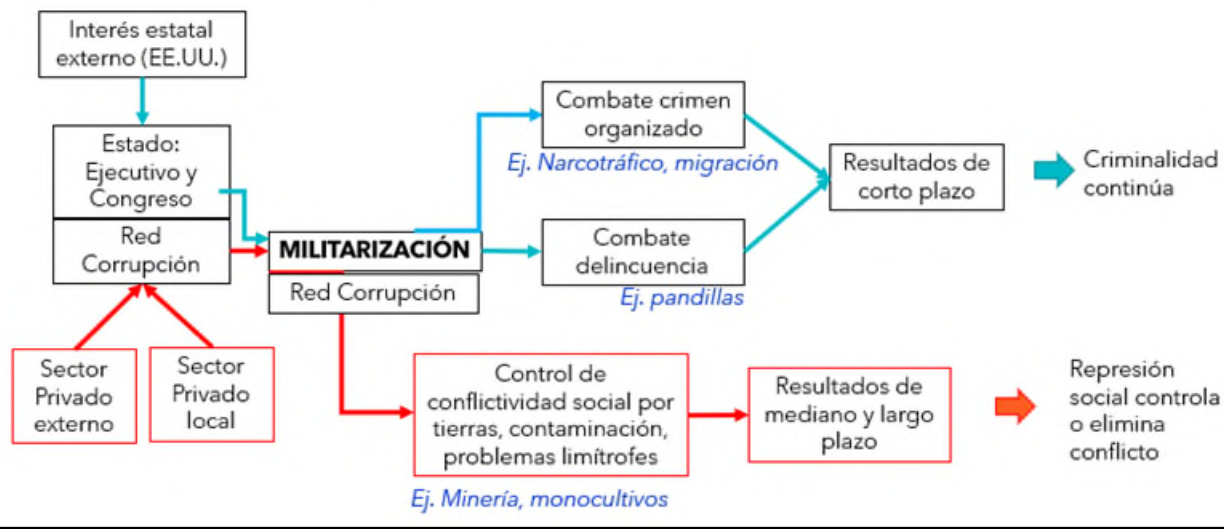 Interés estatal
externo (EE.UU.)
Estado:
Ejecutivo y
Congreso
Red
Corrupción
Sector
Privado
externo
Sector
Privado
local
MILITARIZACIÓN
Red Corrupción
Combate crimen
organizado
Ej. Narcotráfico, migración
Combate
delincuencia
Ej. pandillas
Resultados de
corto plazo
Criminalidad
continúa
Control de
conflictividad social por
tierras, contaminación,
problemas limítrofes
Ej. Minería, monocultivos
Resultados de
mediano y largo
plazo
Represión
social controla
o elimina
conflicto